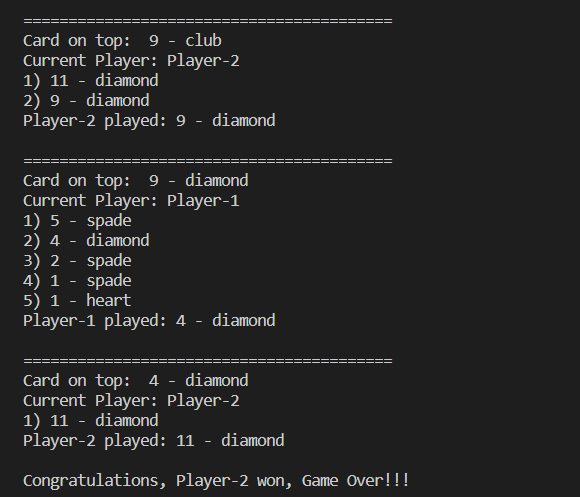 =========================================
Card on top:  9 - club
Current Player: Player-2
1) 11 - diamond
2) 9 - diamond
Player-2 played: 9 - diamond
=========================================
Card on top:  9 - diamond
Current Player: Player-1
1) 5 - spade
2) 4 - diamond
3) 2 - spade
4) 1 - spade
5) 1 - heart
Player-1 played: 4 - diamond
=========================================
Card on top:  4 - diamond
Current Player: Player-2
1) 11 - diamond
Player-2 played: 11 - diamond
Congratulations, Player-2 won, Game Over!!!